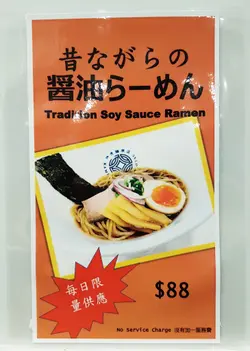 昔ながらの
醤油らーめん
Tradition Soy Sauce Ramen
每日限
量供應
$88
No Service Charge 沒有加一服務費